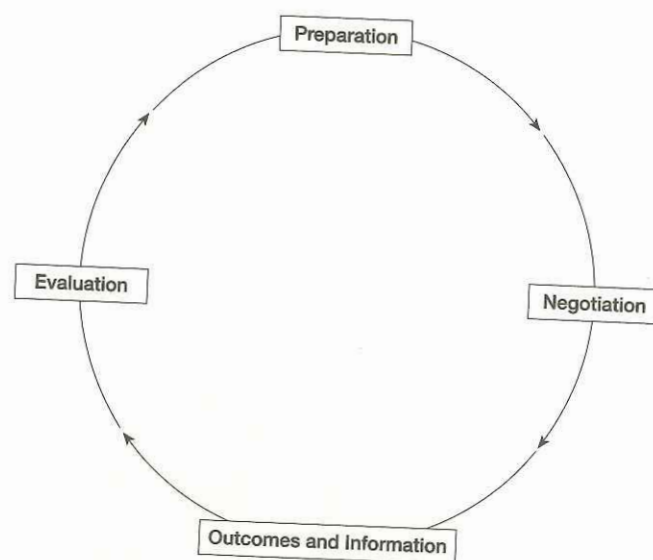 Preparation
Negotiation
Outcomes and Information
Evaluation